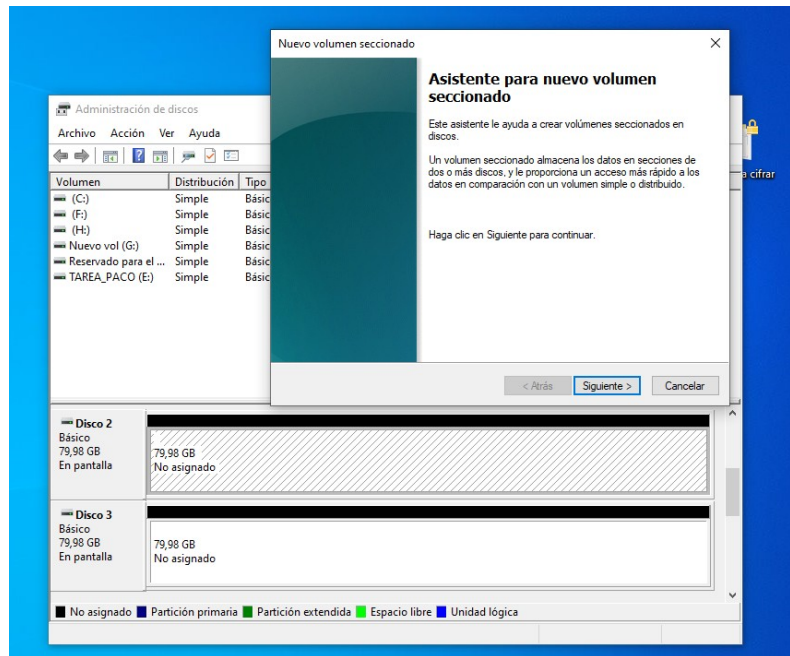 Nuevo volumen seccionado
Asistente para nuevo volumen
seccionado
Este asistente le ayuda a crear volúmenes seccionados en
discos.
Un volumen seccionado almacena los datos en secciones de
dos o más discos, y le proporciona un acceso más rápido a los
datos en comparación con un volumen simple o distribuido.
Haga clic en Siguiente para continuar.
< Atrás Siguiente > Cancelar
Administración de discos
Archivo Acción Ver Ayuda
Volumen Distribución Tipo
(C:) Simple Básic
(F:) Simple Básic
(H:) Simple Básic
Nuevo vol (G:) Simple Básic
Reservado para el ... Simple Básic
TAREA_PACO (E:) Simple Básic
a cifrar
Disco 2
Básico
79,98 GB
En pantalla
79,98 GB
No asignado
Disco 3
Básico
79,98 GB
En pantalla
79,98 GB
No asignado
No asignado Partición primaria Partición extendida Espacio libre Unidad lógica